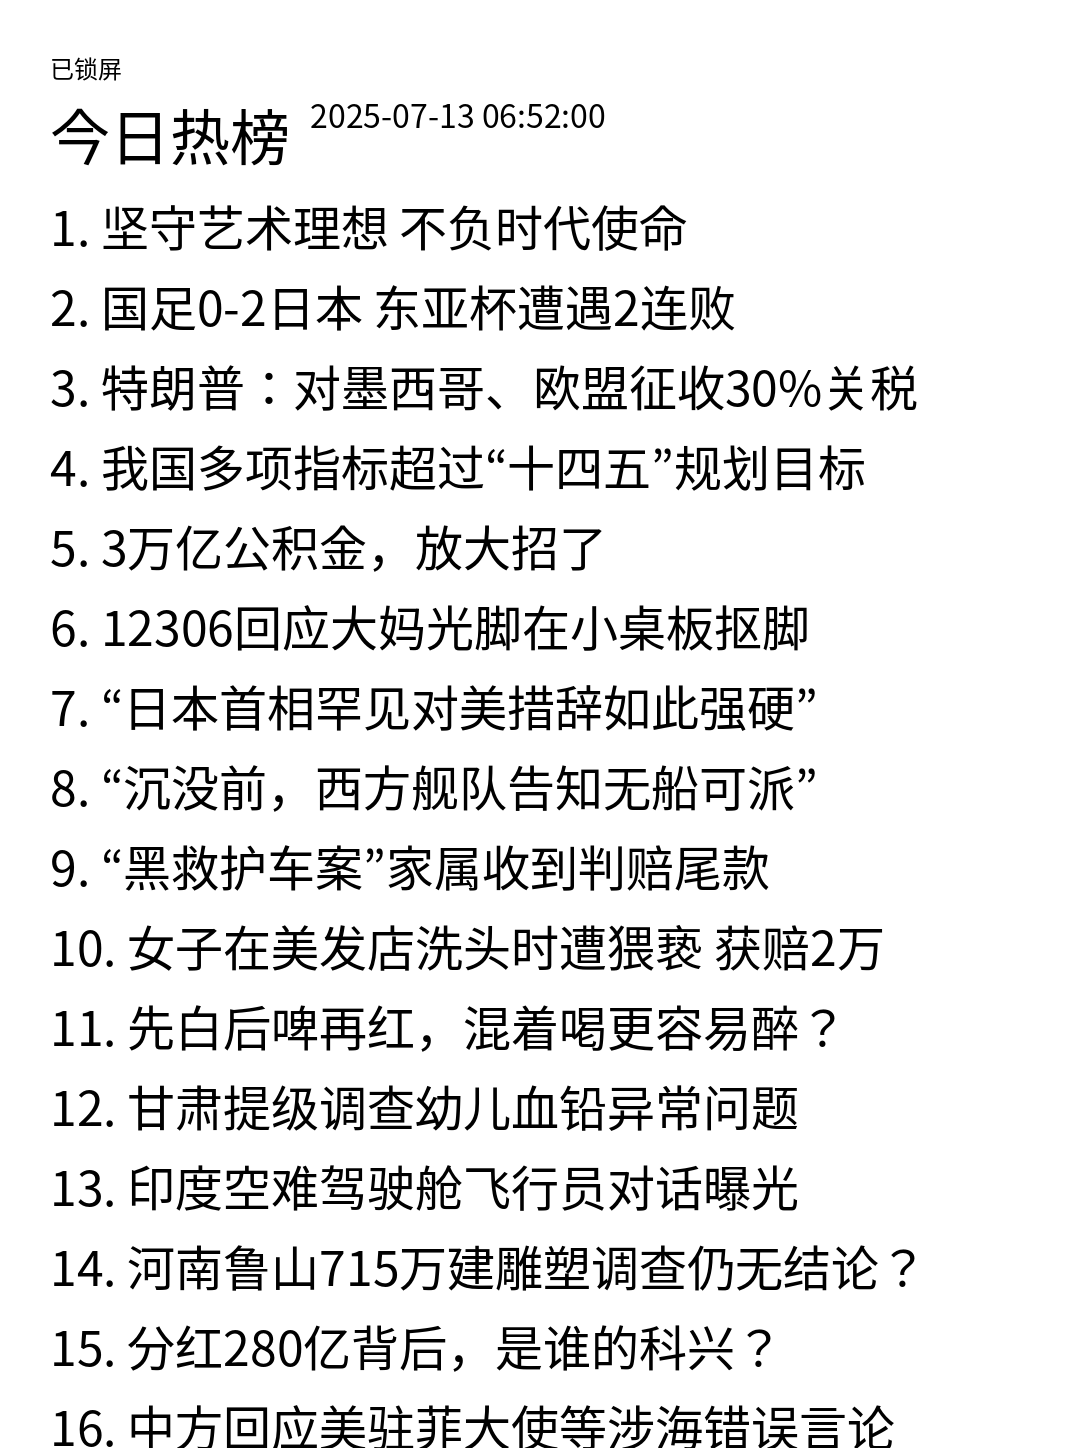 已锁屏
今日热榜 2025-07-13 06:52:00
1. 坚守艺术理想 不负时代使命
2. 国足0-2日本 东亚杯遭遇2连败
3. 特朗普：对墨西哥、欧盟征收30%关税
4. 我国多项指标超过“十四五”规划目标
5. 3万亿公积金，放大招了
6. 12306回应大妈光脚在小桌板抠脚
7. “日本首相罕见对美措辞如此强硬”
8. “沉没前，西方舰队告知无船可派”
9. “黑救护车案”家属收到判赔尾款
10. 女子在美发店洗头时遭猥亵 获赔2万
11. 先白后啤再红，混着喝更容易醉？
12. 甘肃提级调查幼儿血铅异常问题
13. 印度空难驾驶舱飞行员对话曝光
14. 河南鲁山715万建雕塑调查仍无结论？
15. 分红280亿背后，是谁的科兴？
16. 中方回应美驻菲大使等涉海错误言论